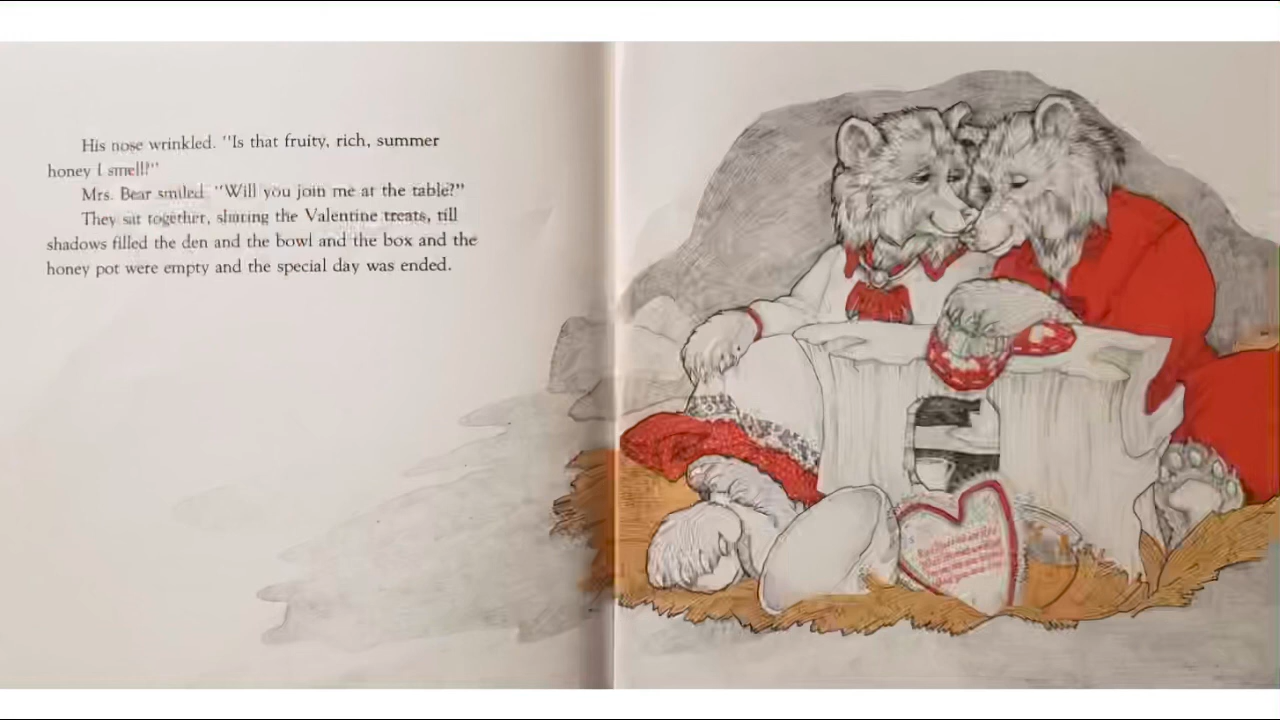 His nose wrinkled. "Is that fruity, rich, summer
honey I smell?"
Mrs. Bear smiled. "Will you join me at the table?"
They sat together, sharing the Valentine treats, till
shadows filled the den and the bowl and the box and the
honey pot were empty and the special day was ended.